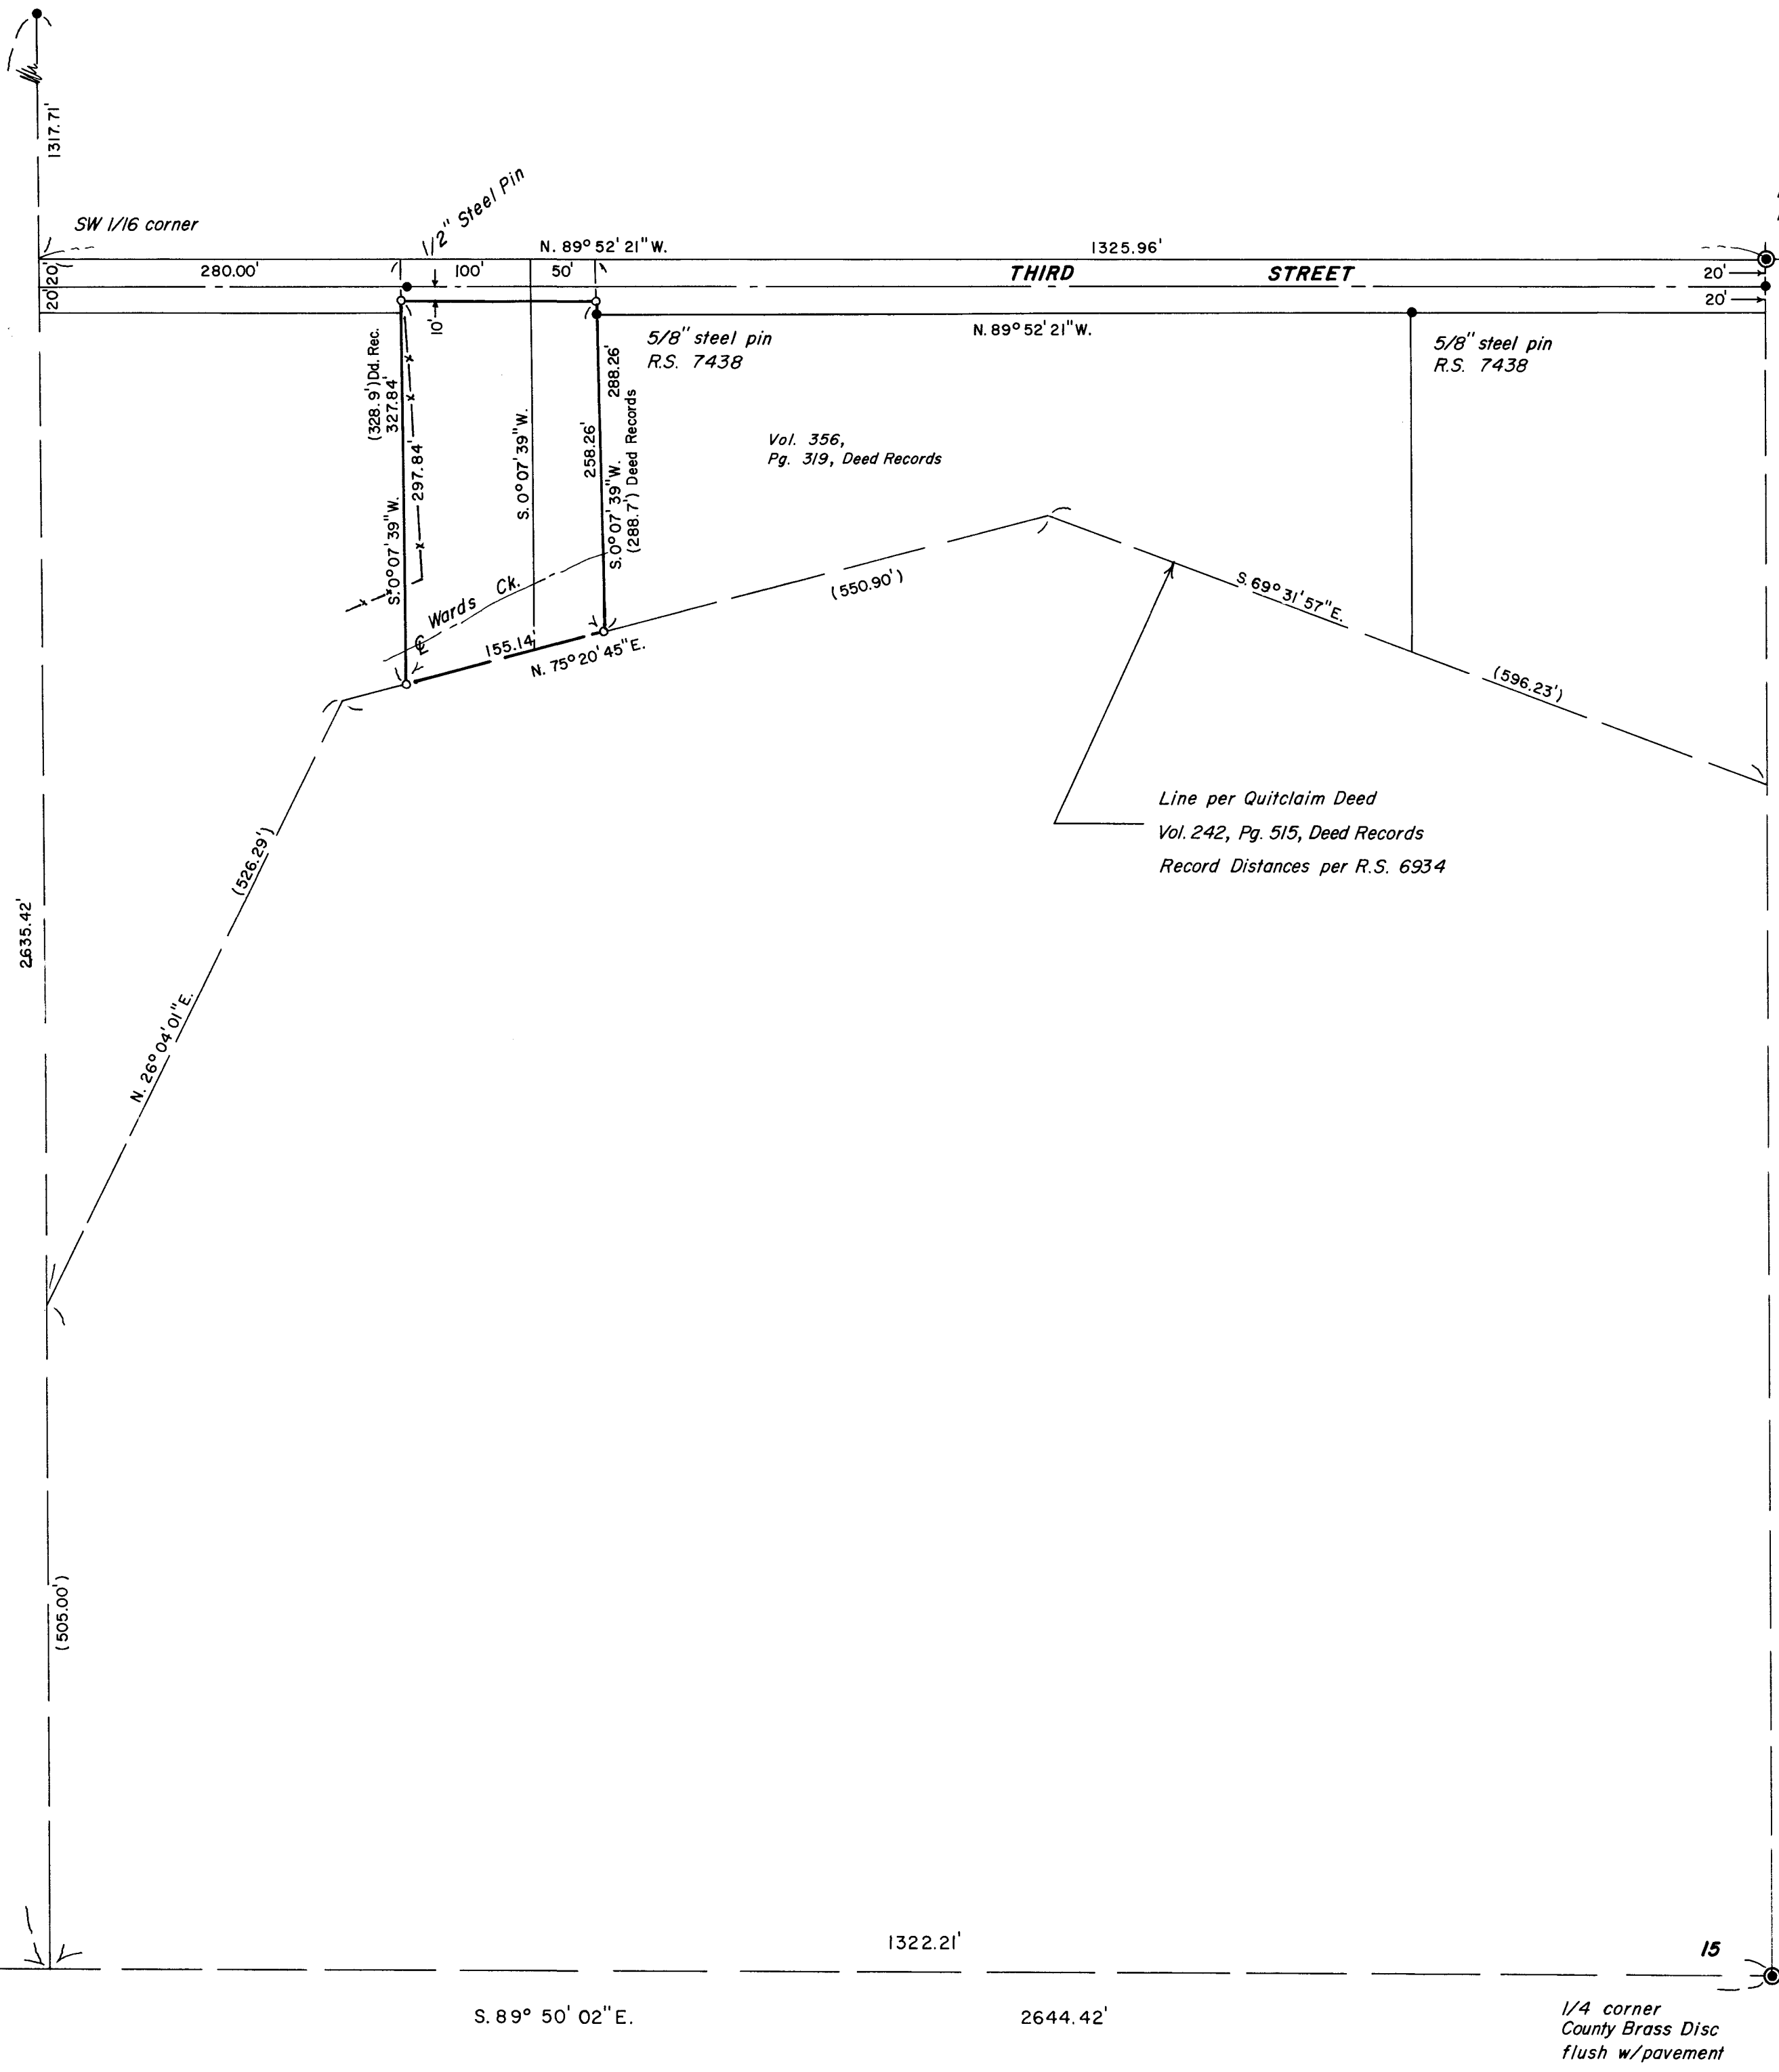 1317.71'
SW 1/16 corner
1/2" Steel Pin
N. 89° 52' 21" W.
1325.96'
20'
20'
280.00'
100'
50'
THIRD STREET
20'
20'
10'
N. 89° 52' 21" W.
5/8" steel pin
R.S. 7438
5/8" steel pin
R.S. 7438
(328.9') Dd. Rec.
327.84'
297.84'
S. 0° 07' 39" W.
S. 0° 07' 39" W.
288.26'
258.26'
S. 0° 07' 39" W.
(288.7') Deed Records
Vol. 356,
Pg. 319, Deed Records
Wards Ck.
℄
155.14'
N. 75° 20' 45" E.
(550.90')
S. 69° 31' 57" E.
(596.23')
Line per Quitclaim Deed
Vol. 242, Pg. 515, Deed Records
Record Distances per R.S. 6934
(526.29')
N. 26° 04' 01" E.
2635.42'
(505.00')
1322.21'
15
S. 89° 50' 02" E.
2644.42'
1/4 corner
County Brass Disc
flush w/pavement